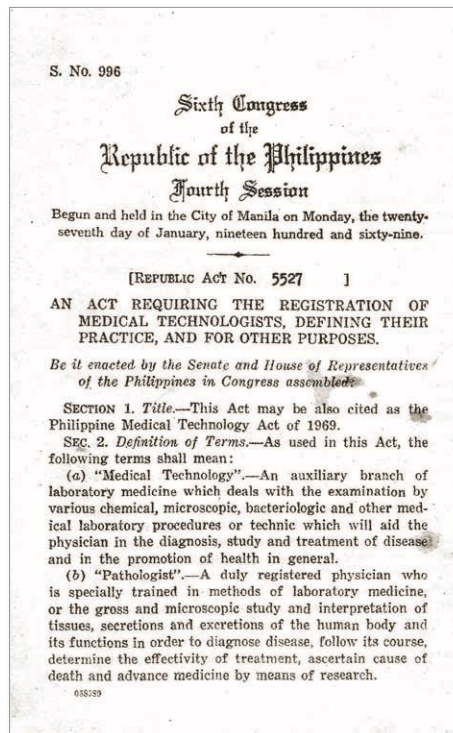 S. No. 996
Sixth Congress
of the
Republic of the Philippines
Fourth Session
Begun and held in the City of Manila on Monday, the twenty-
seventh day of January, nineteen hundred and sixty-nine.
[REPUBLIC ACT NO. 5527 ]
AN ACT REQUIRING THE REGISTRATION OF
MEDICAL TECHNOLOGISTS, DEFINING THEIR
PRACTICE, AND FOR OTHER PURPOSES.
Be it enacted by the Senate and House of Representatives
of the Philippines in Congress assembled:
SECTION 1. Title.—This Act may be also cited as the
Philippine Medical Technology Act of 1969.
SEC. 2. Definition of Terms.—As used in this Act, the
following terms shall mean:
(a) "Medical Technology".—An auxiliary branch of
laboratory medicine which deals with the examination by
various chemical, microscopic, bacteriologic and other med-
ical laboratory procedures or technic which will aid the
physician in the diagnosis, study and treatment of disease
and in the promotion of health in general.
(b) "Pathologist".—A duly registered physician who
is specially trained in methods of laboratory medicine,
or the gross and microscopic study and interpretation of
tissues, secretions and excretions of the human body and
its functions in order to diagnose disease, follow its course,
determine the effectivity of treatment, ascertain cause of
death and advance medicine by means of research.